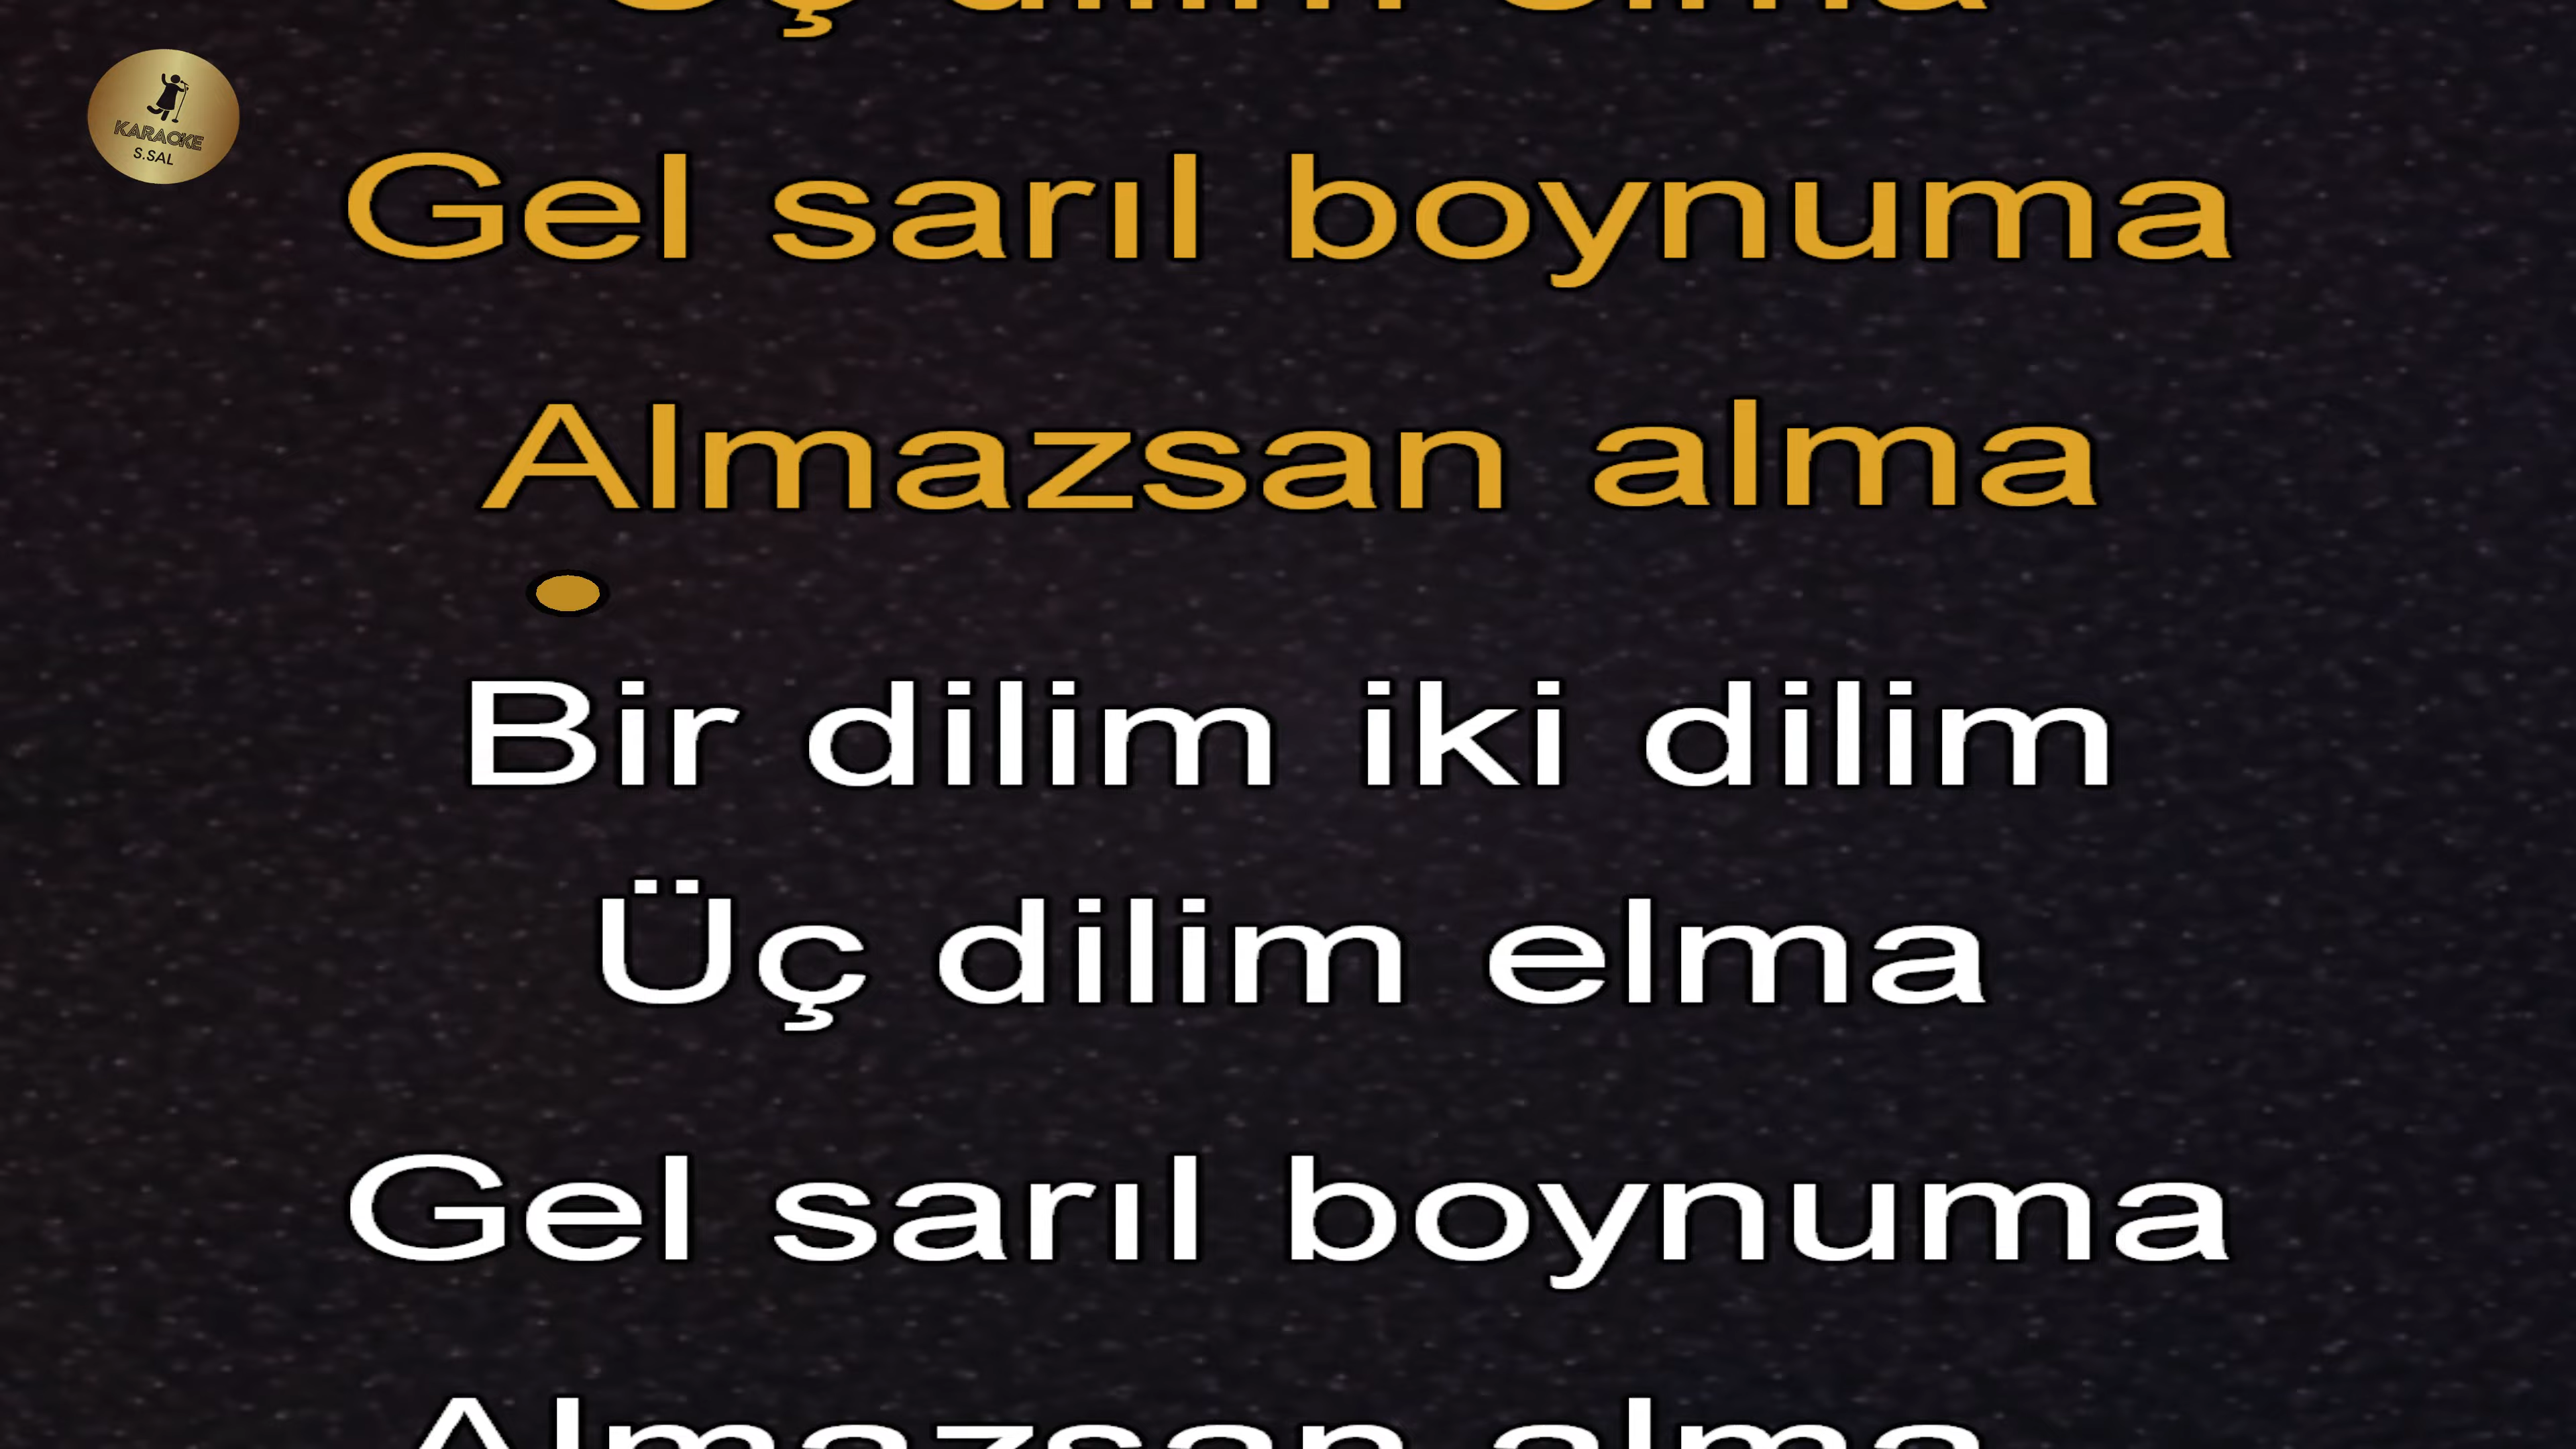 Üç dilim elma
KARAOKE
S.SAL
Gel sarıl boynuma
Almazsan alma
Bir dilim iki dilim
Üç dilim elma
Gel sarıl boynuma
Almazsan alma